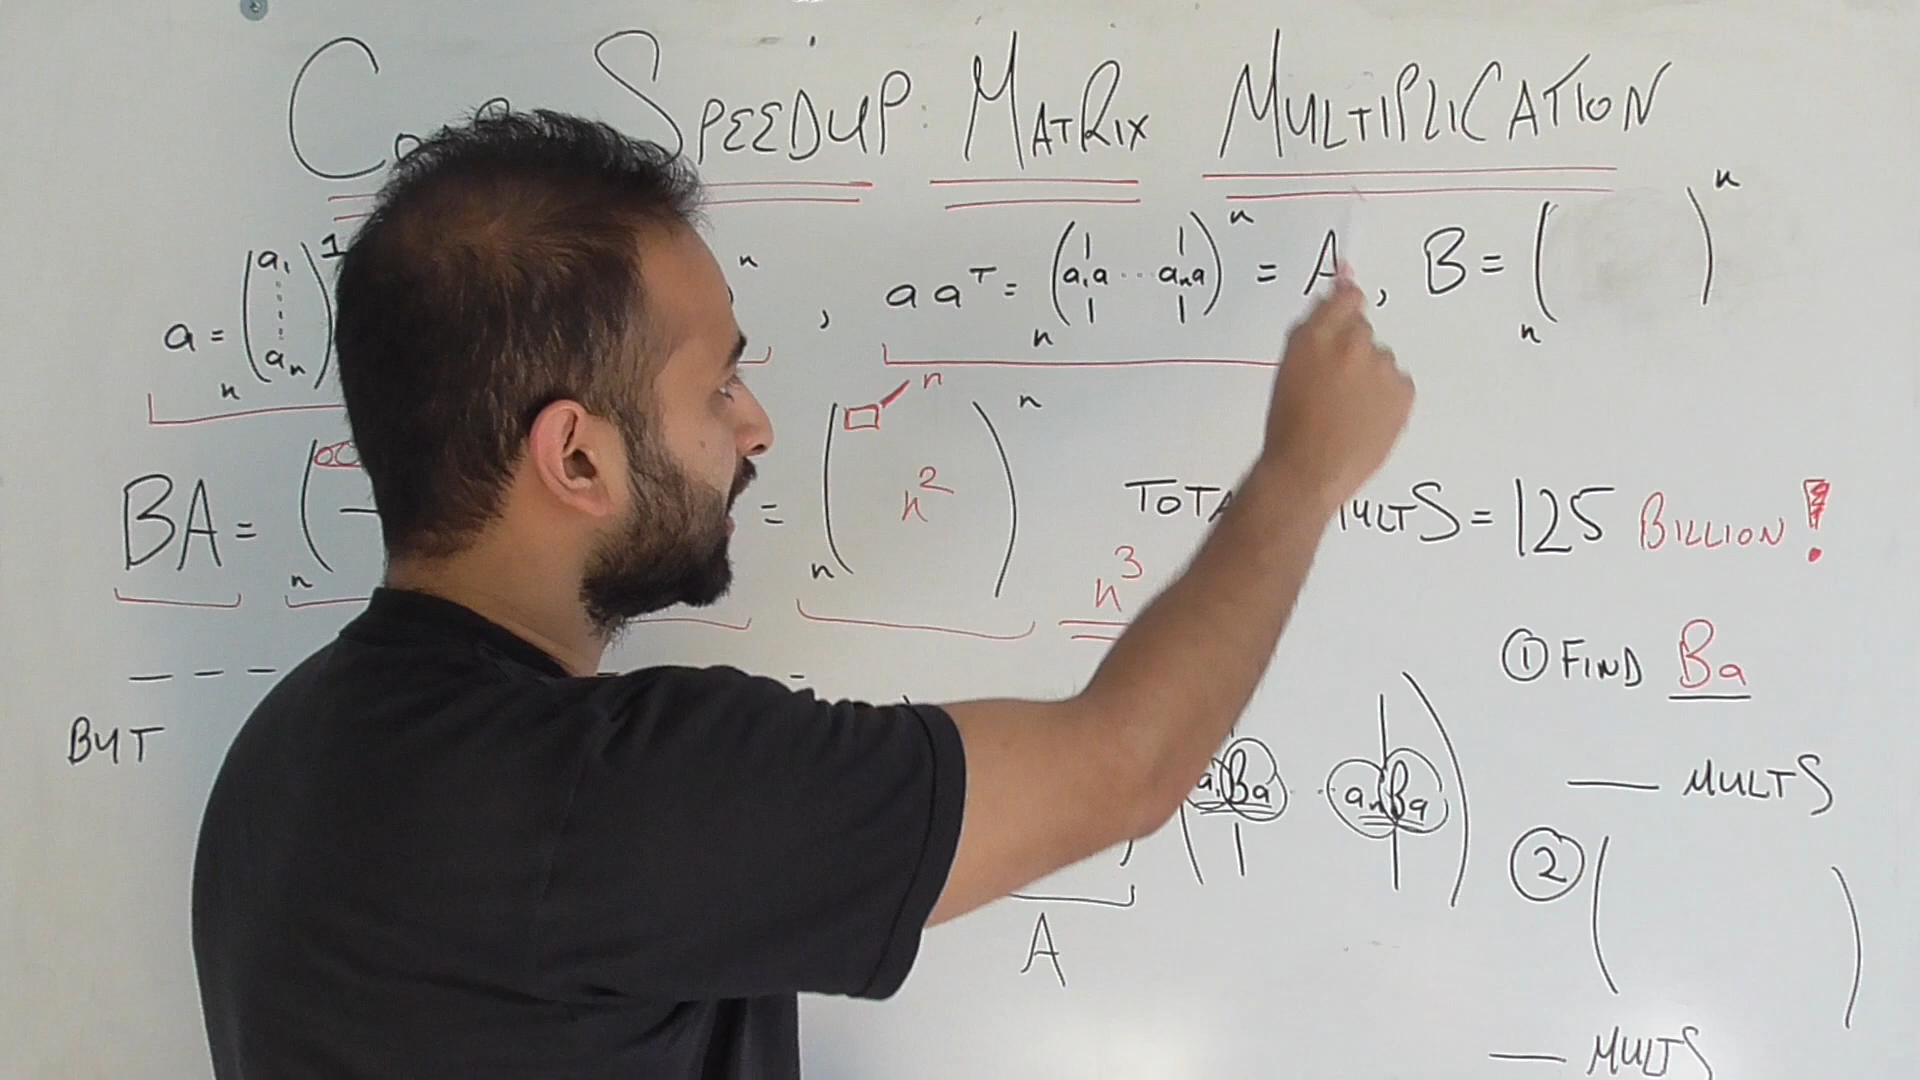 SPEEDUP: MATRIX MULTIPLICATION
a = ( a₁ ⋮ aₙ ) 1 n
n , aaᵀ = ( a₁a ... aₙa ) n n = A , B = ( ) n n
BA = ( n = ( n² ) n n n
MULTS = 125 BILLION!
n³
① FIND Ba
BUT
a₁Ba ... aₙBa
— MULTS
②
A
— MULTS